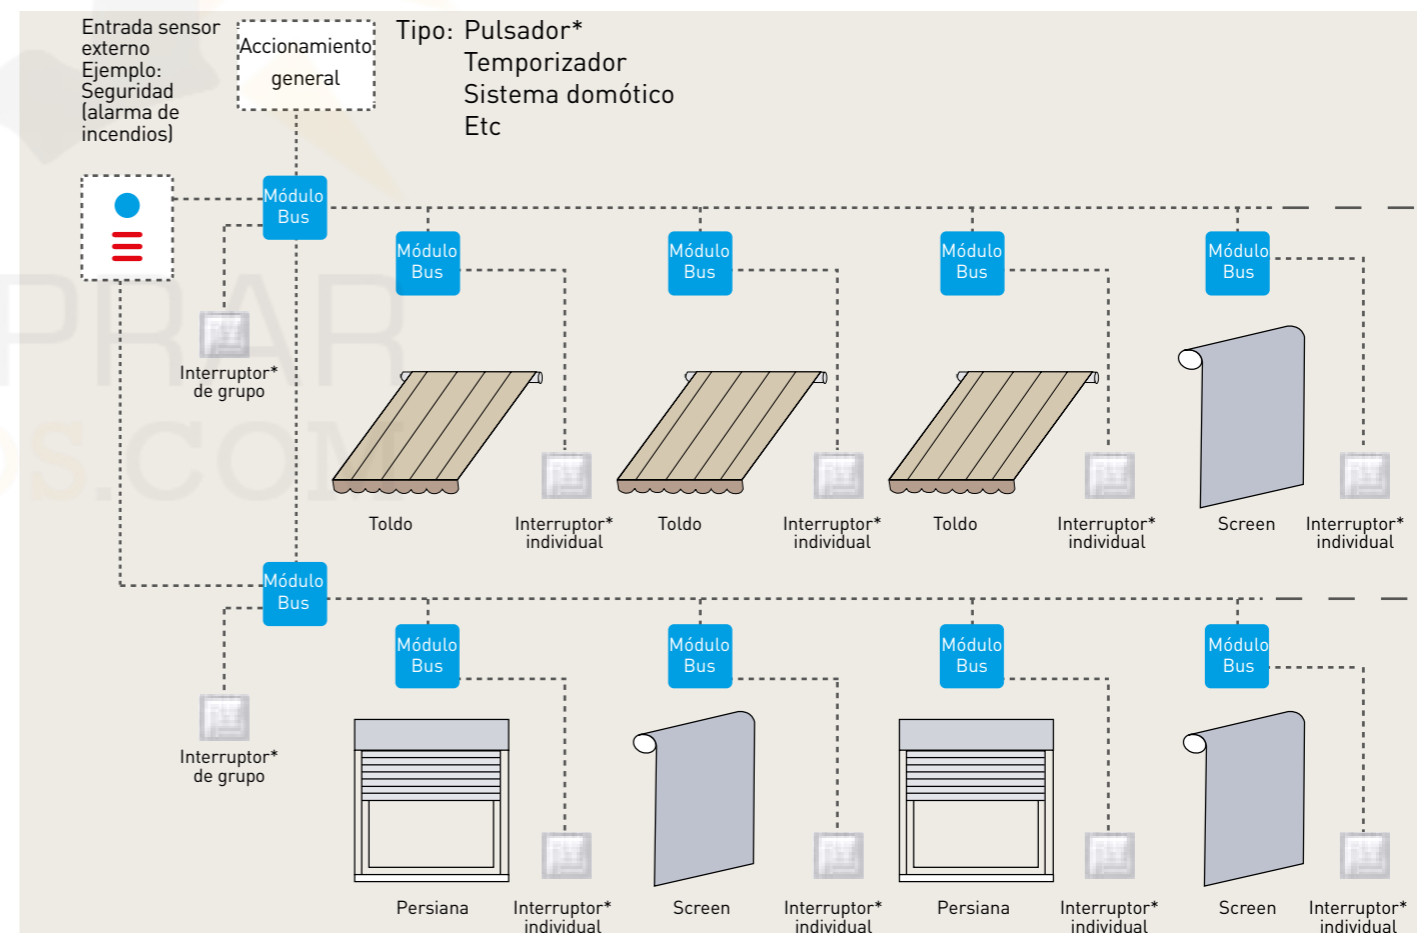 Entrada sensor
externo
Ejemplo:
Seguridad
(alarma de
incendios)
Accionamiento
general
Tipo: Pulsador*
Temporizador
Sistema domótico
Etc
Módulo
Bus
Módulo
Bus
Módulo
Bus
Módulo
Bus
Módulo
Bus
Interruptor*
de grupo
Toldo
Interruptor*
individual
Toldo
Interruptor*
individual
Toldo
Interruptor*
individual
Screen
Interruptor*
individual
PRAR
OS.COM
Módulo
Bus
Módulo
Bus
Módulo
Bus
Módulo
Bus
Módulo
Bus
Interruptor*
de grupo
Persiana
Interruptor*
individual
Screen
Interruptor*
individual
Persiana
Interruptor*
individual
Screen
Interruptor*
individual